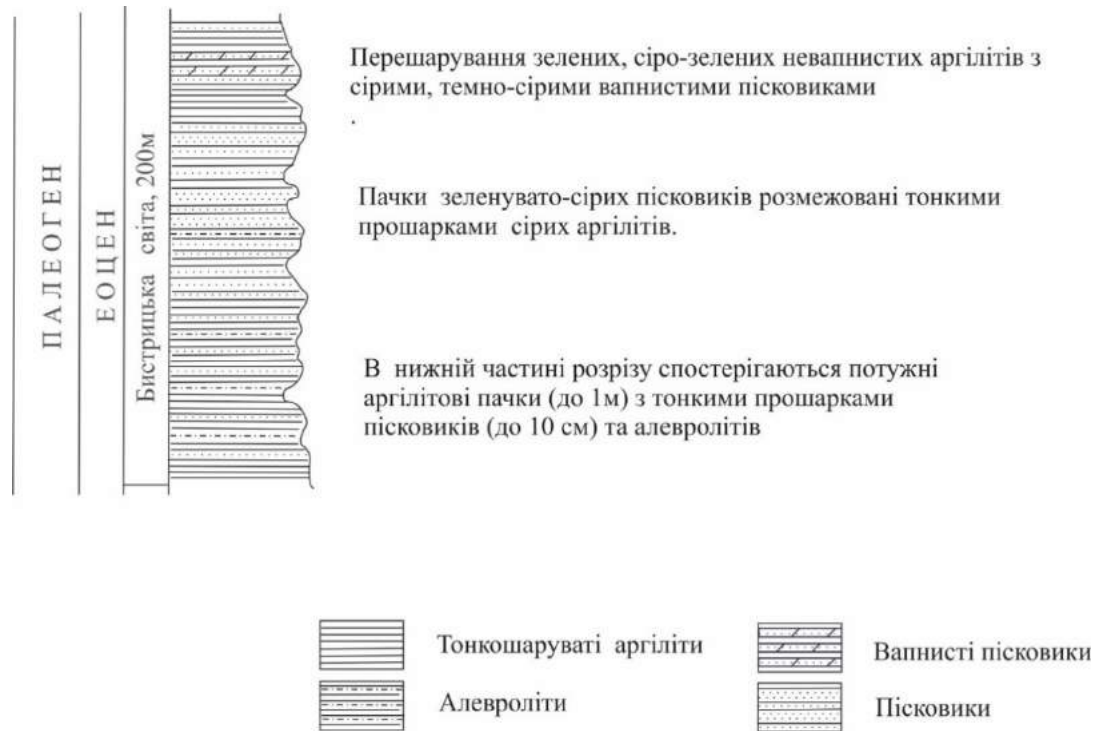 ПАЛЕОГЕН
ЕОЦЕН
Бистрицька світа, 200м
Перешарування зелених, сіро-зелених невапнистих аргілітів з
сірими, темно-сірими вапнистими пісковиками
.
Пачки зеленувато-сірих пісковиків розмежовані тонкими
прошарками сірих аргілітів.
В нижній частині розрізу спостерігаються потужні
аргілітові пачки (до 1м) з тонкими прошарками
пісковиків (до 10 см) та алевролітів
Тонкошаруваті аргіліти
Вапнисті пісковики
Алевроліти
Пісковики